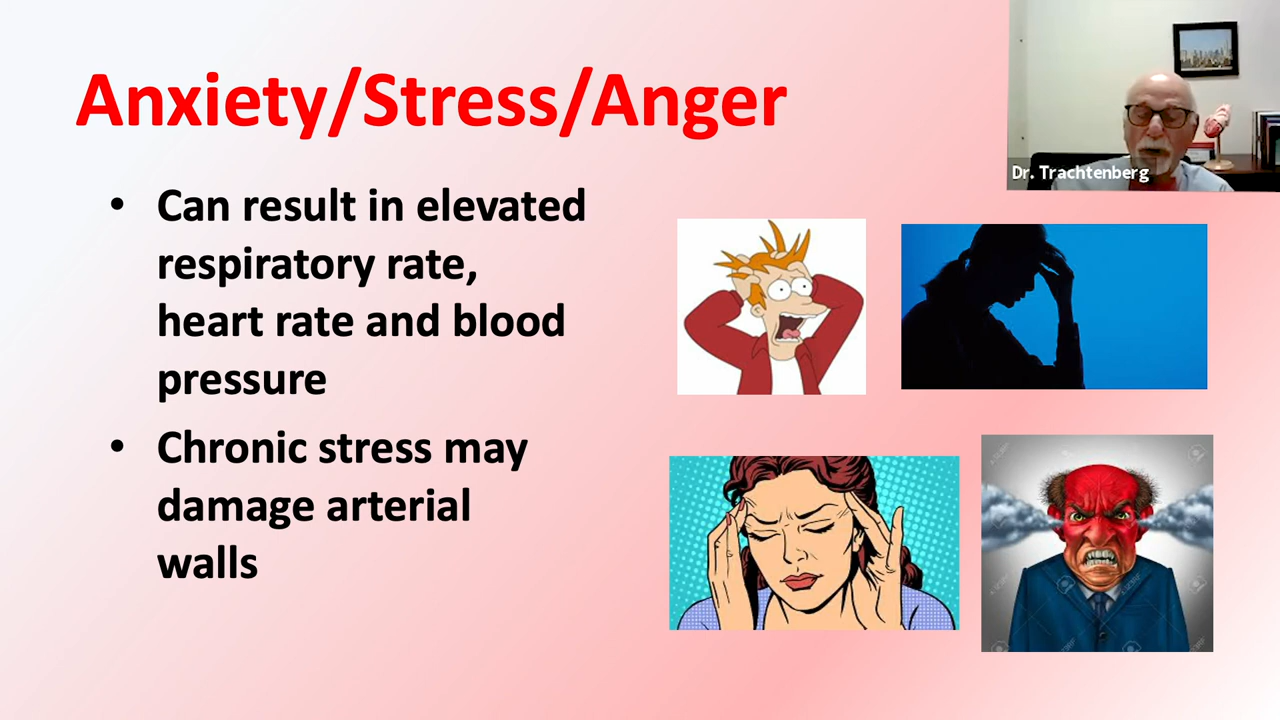 Anxiety/Stress/Anger
Dr. Trachtenberg
• Can result in elevated
respiratory rate,
heart rate and blood
pressure
• Chronic stress may
damage arterial
walls